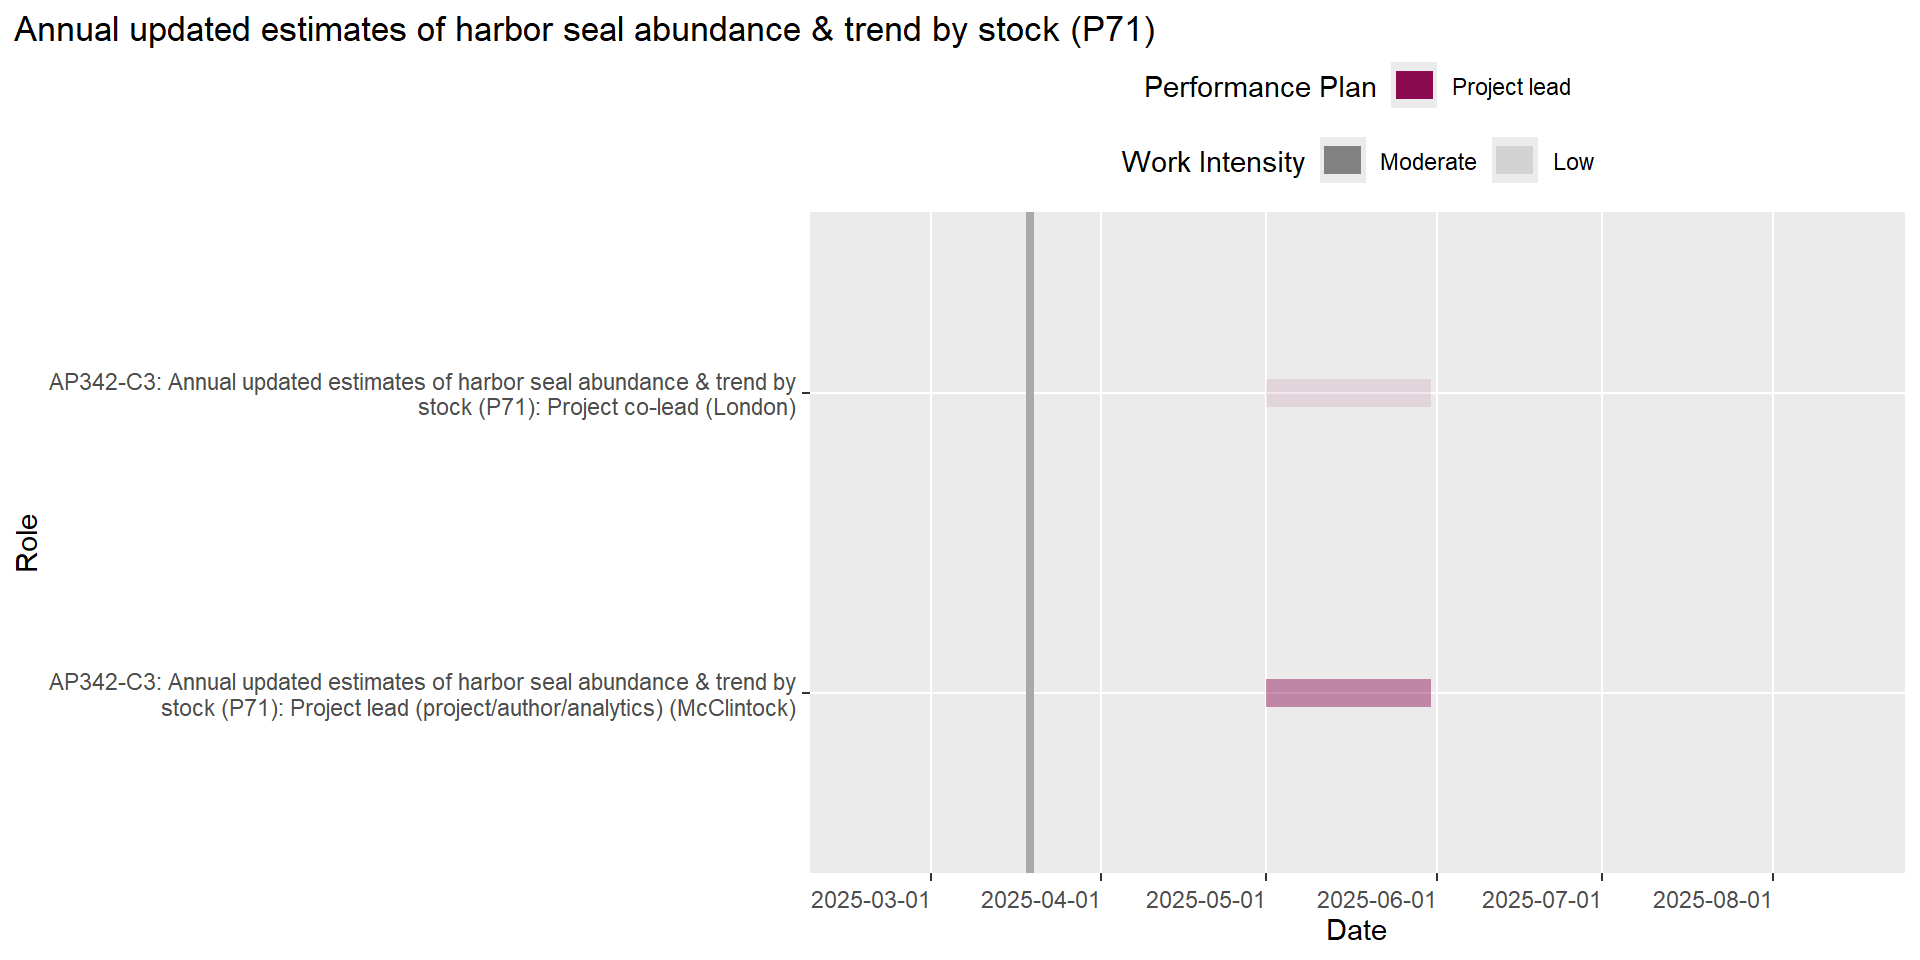 Annual updated estimates of harbor seal abundance & trend by stock (P71)
Performance Plan
Project lead
Work Intensity
Moderate
Low
AP342-C3: Annual updated estimates of harbor seal abundance & trend by
stock (P71): Project co-lead (London)
Role
AP342-C3: Annual updated estimates of harbor seal abundance & trend by
stock (P71): Project lead (project/author/analytics) (McClintock)
2025-03-01
2025-04-01
2025-05-01
2025-06-01
2025-07-01
2025-08-01
Date